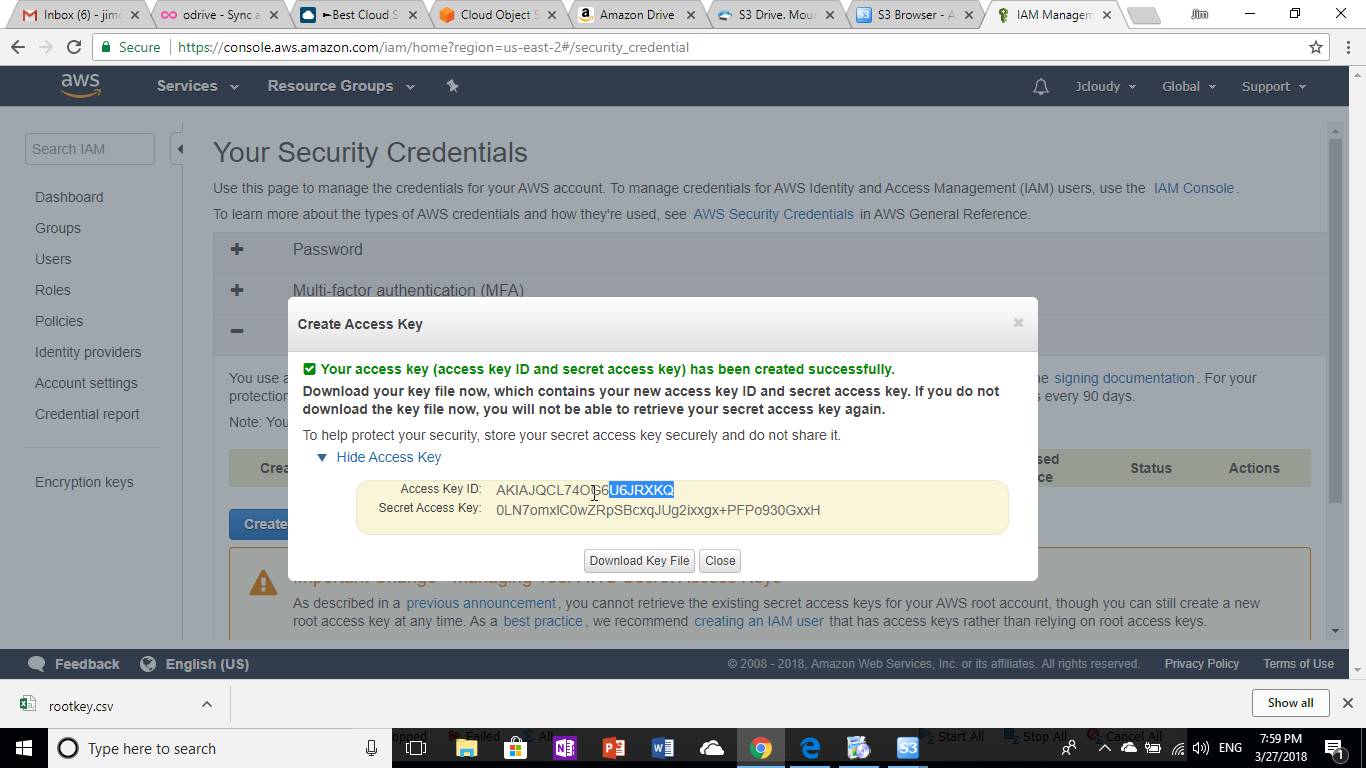 Inbox (6) - jim
odrive - Sync a
Best Cloud S
Cloud Object S
Amazon Drive
S3 Drive. Mou
S3 Browser - A
IAM Managem
Jim
Secure
https://console.aws.amazon.com/iam/home?region=us-east-2#/security_credential
aws
Services
Resource Groups
Jcloudy
Global
Support
Search IAM
Dashboard
Groups
Users
Roles
Policies
Identity providers
Account settings
Credential report
Encryption keys
Your Security Credentials
Use this page to manage the credentials for your AWS account. To manage credentials for AWS Identity and Access Management (IAM) users, use the IAM Console.
To learn more about the types of AWS credentials and how they're used, see AWS Security Credentials in AWS General Reference.
Password
Multi-factor authentication (MFA)
You use a
signing documentation. For your
protection
s every 90 days.
Note: You
Crea
sed
Device
Status
Actions
Create
Create Access Key
Your access key (access key ID and secret access key) has been created successfully.
Download your key file now, which contains your new access key ID and secret access key. If you do not
download the key file now, you will not be able to retrieve your secret access key again.
To help protect your security, store your secret access key securely and do not share it.
Hide Access Key
Access Key ID: AKIAJQCL74OG6U6JRXKQ
Secret Access Key: 0LN7omxlC0wZRpSBcxqJUg2ixxgx+PFPo930GxxH
Download Key File
Close
Important Change - Managing Your AWS Secret Access Keys
As described in a previous announcement, you cannot retrieve the existing secret access keys for your AWS root account, though you can still create a new
root access key at any time. As a best practice, we recommend creating an IAM user that has access keys rather than relying on root access keys.
Feedback
English (US)
© 2008 - 2018, Amazon Web Services, Inc. or its affiliates. All rights reserved.
Privacy Policy
Terms of Use
rootkey.csv
Show all
Type here to search
Failed
All
Start All
Stop All
Cancel All
ENG
7:59 PM
3/27/2018